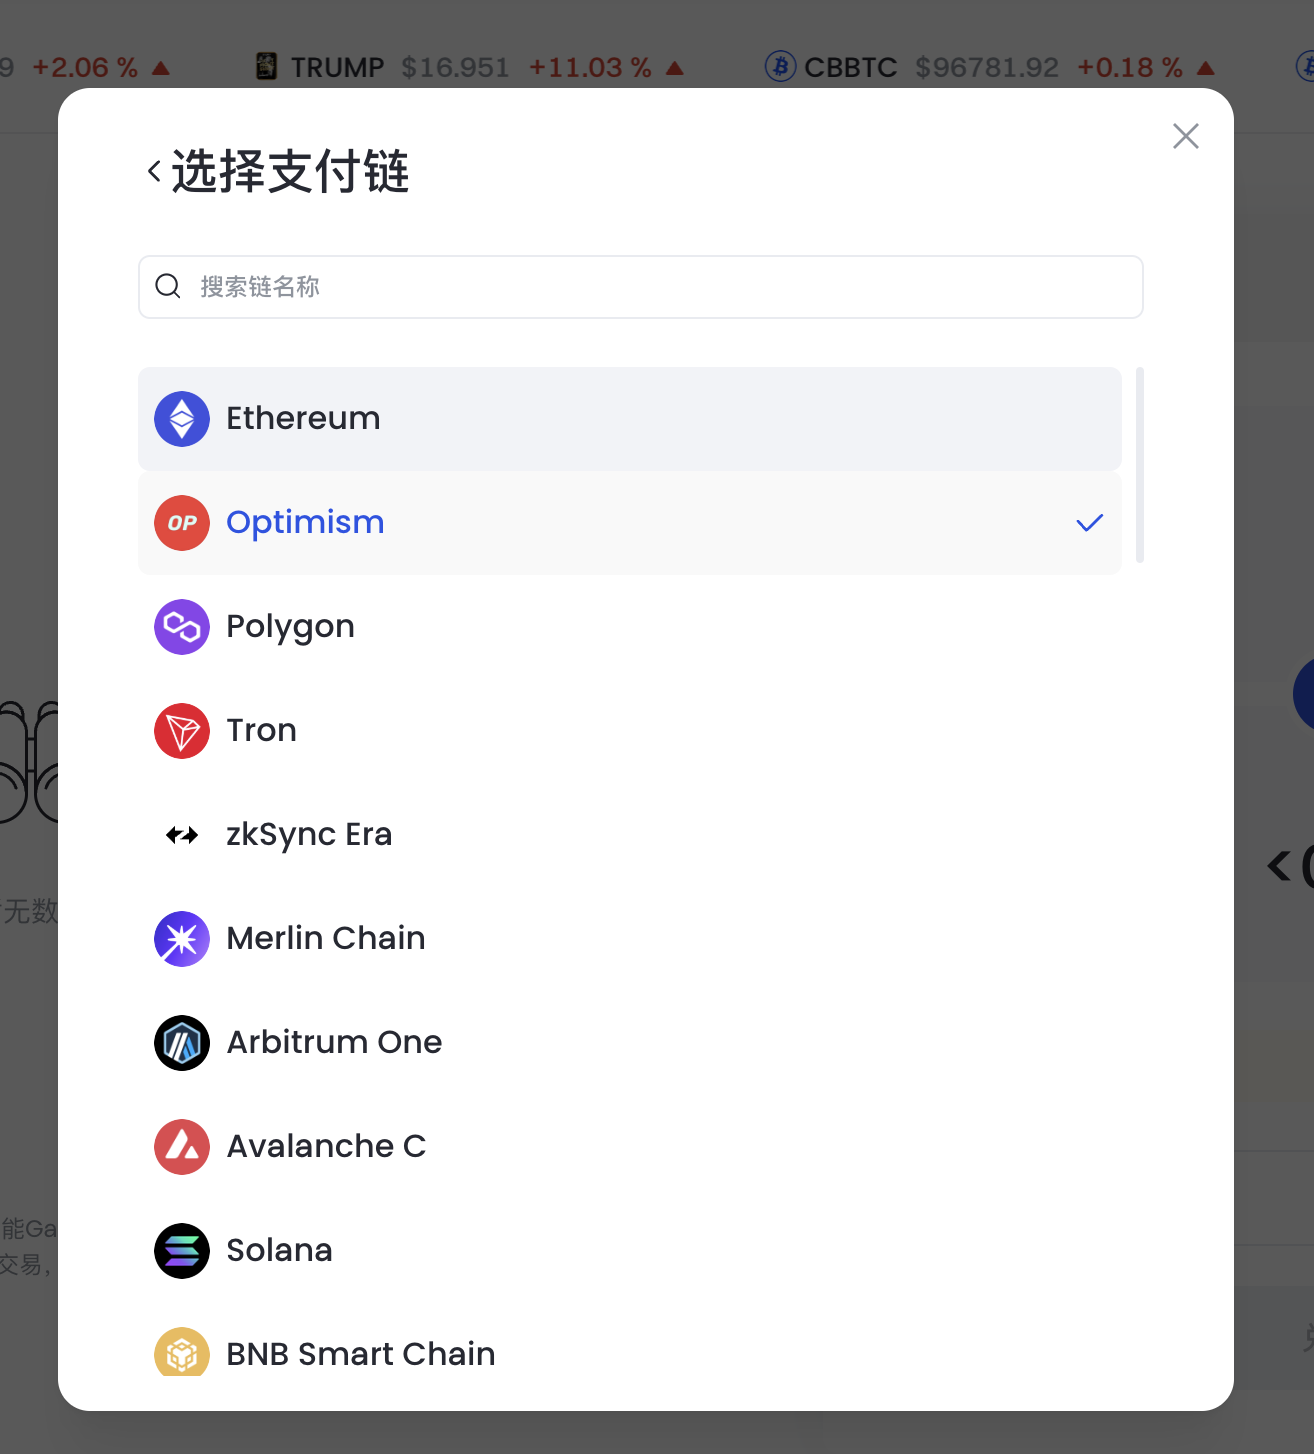 9 +2.06 % ▲ TRUMP $16.951 +11.03 % ▲ CBBTC $96781.92 +0.18 % ▲
选择支付链
搜索链名称
Ethereum
OP Optimism
Polygon
Tron
zkSync Era
Merlin Chain
Arbitrum One
Avalanche C
Solana
BNB Smart Chain
无数
能Ga
交易，